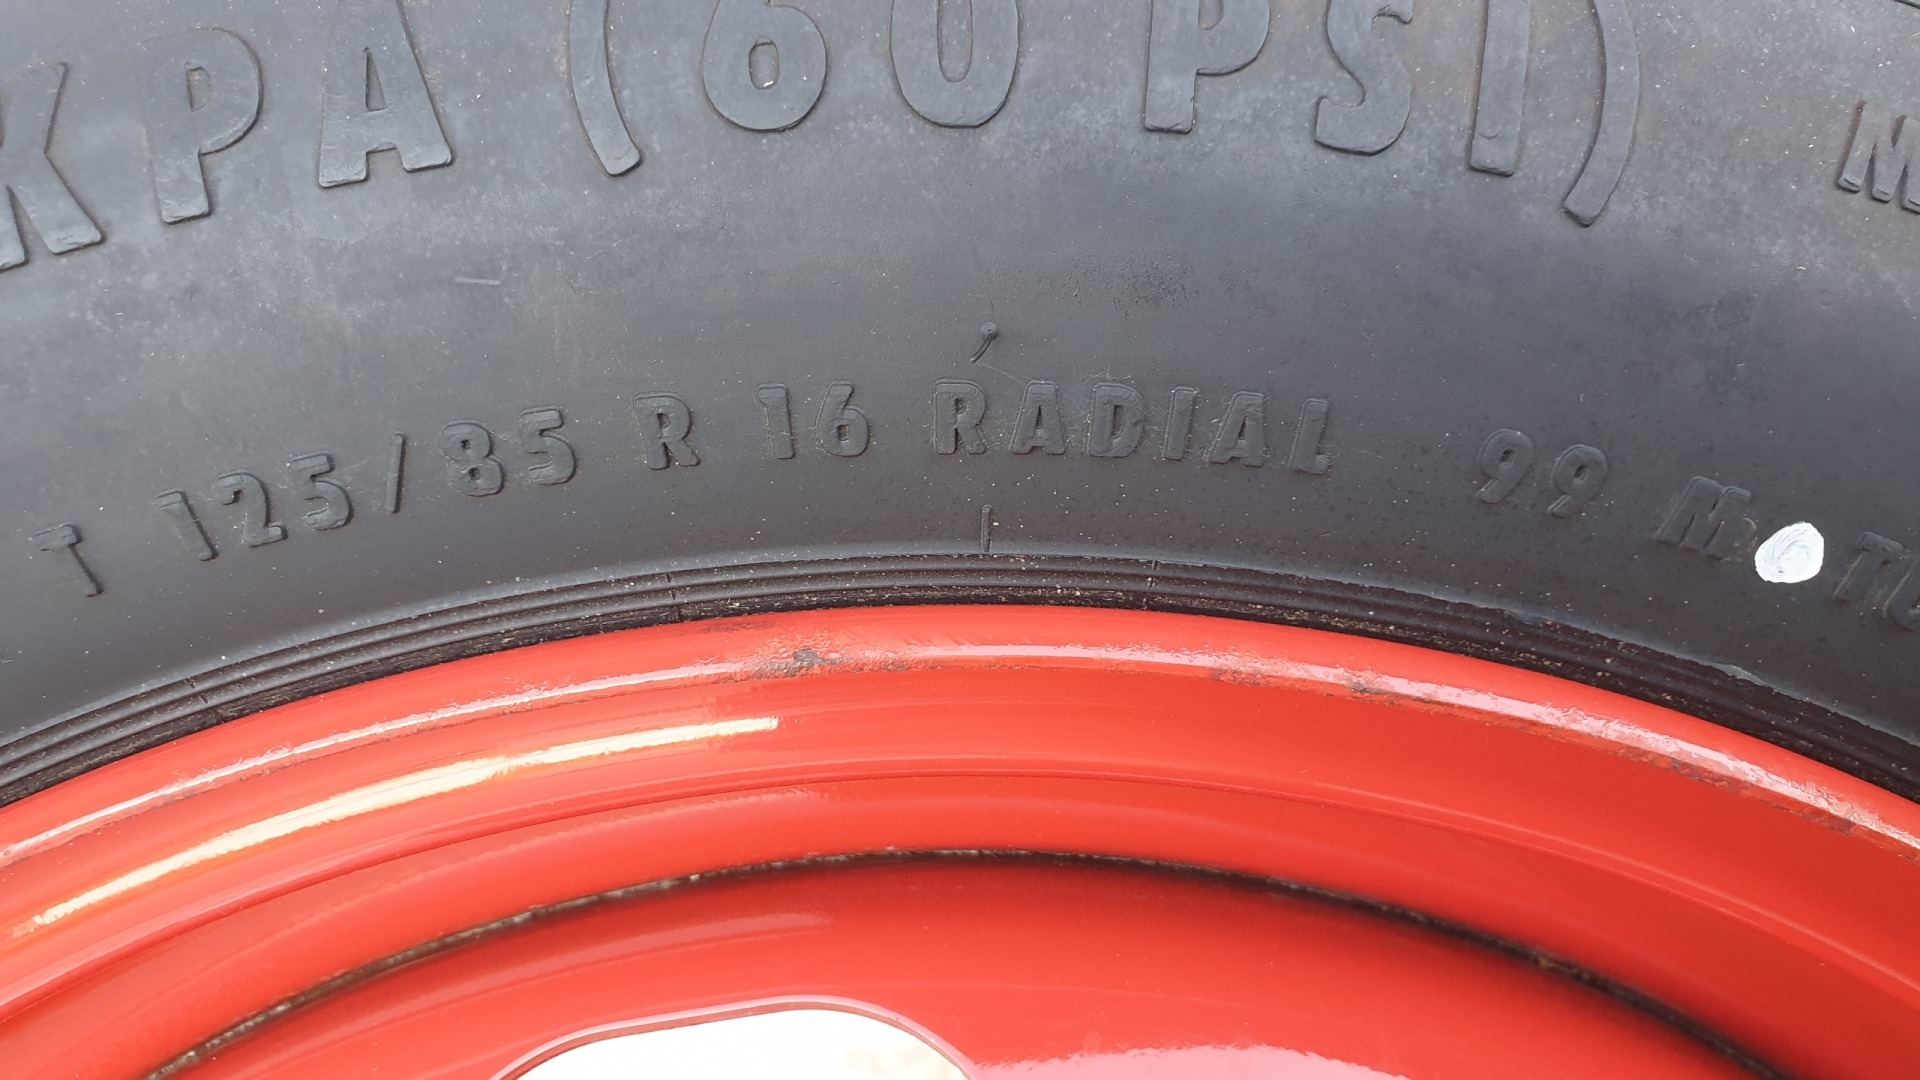 KPA (60 PSI)
T 125/85 R 16 RADIAL 99 M